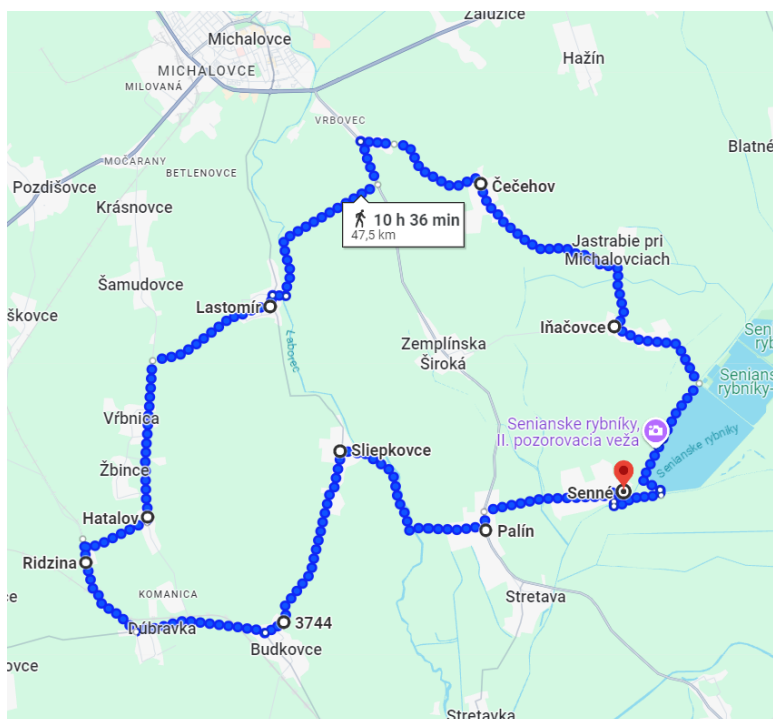 Michalovce
MICHALOVCE
MILOVANÁ
Zalužice
Hažín
VRBOVEC
Blatné
MOČARANY
BETLENOVCE
Pozdišovce
Krásnovce
Čečehov
10 h 36 min
47,5 km
Jastrabie pri
Michalovciach
Šamudovce
škovce
Lastomír
Laborec
Iňačovce
Zemplínska
Široká
Senianske rybníky,
II. pozorovacia veža
Senianske rybníky
Vŕbnica
Žbince
Sliepkovce
Senné
Hatalov
Palín
Ridzina
KOMANICA
Stretava
Dúbravka
3744
Budkovce
ovce
Stretavka